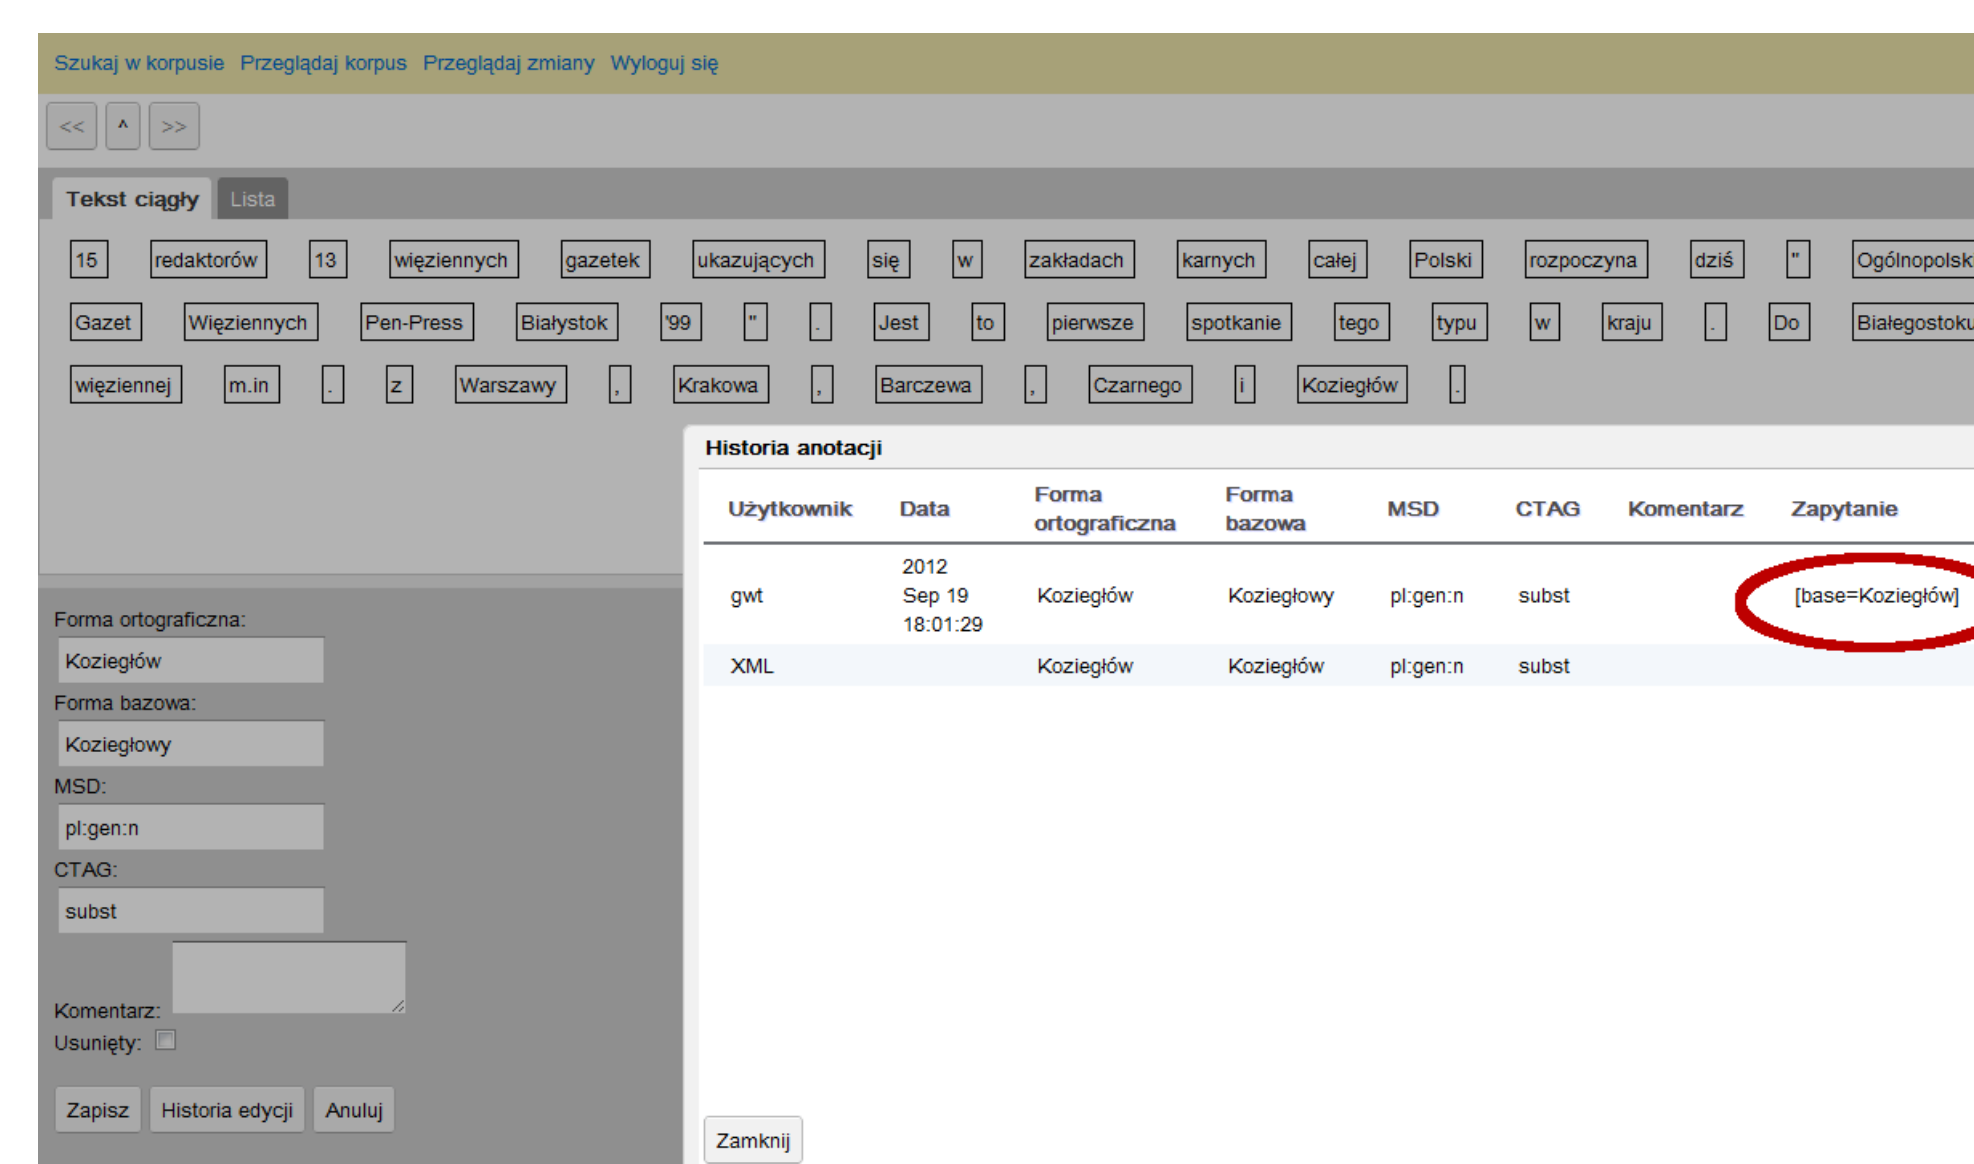 Szukaj w korpusie Przeglądaj korpus Przeglądaj zmiany Wyloguj się
<< ^ >>
Tekst ciągły Lista
15 redaktorów 13 więziennych gazetek ukazujących się w zakładach karnych całej Polski rozpoczyna dziś " Ogólnopolsk
Gazet Więziennych Pen-Press Białystok '99 " . Jest to pierwsze spotkanie tego typu w kraju . Do Białegostoku
więziennej m.in . z Warszawy , Krakowa , Barczewa , Czarnego i Koziegłów .
Historia anotacji
Użytkownik Data Forma ortograficzna Forma bazowa MSD CTAG Komentarz Zapytanie
gwt 2012 Sep 19 18:01:29 Koziegłów Koziegłowy pl:gen:n subst [base=Koziegłów]
XML Koziegłów Koziegłów pl:gen:n subst
Forma ortograficzna:
Koziegłów
Forma bazowa:
Koziegłowy
MSD:
pl:gen:n
CTAG:
subst
Komentarz:
Usunięty:
Zapisz Historia edycji Anuluj
Zamknij